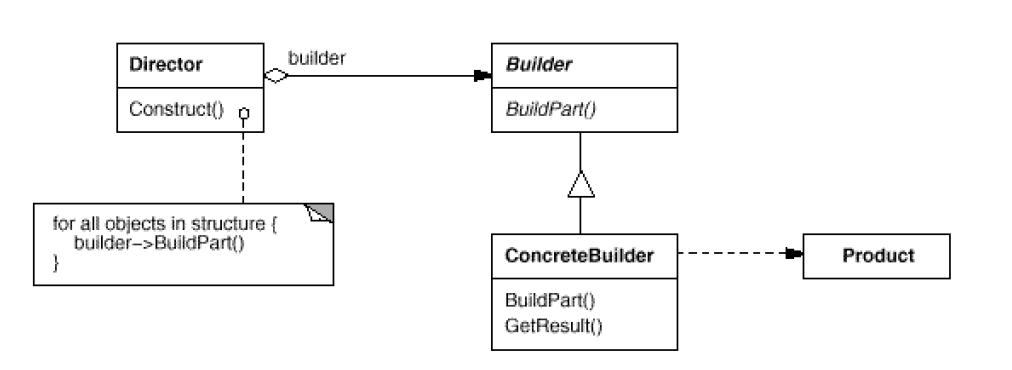 builder
Director
Construct()
Builder
BuildPart()
for all objects in structure {
builder->BuildPart()
}
ConcreteBuilder
BuildPart()
GetResult()
Product